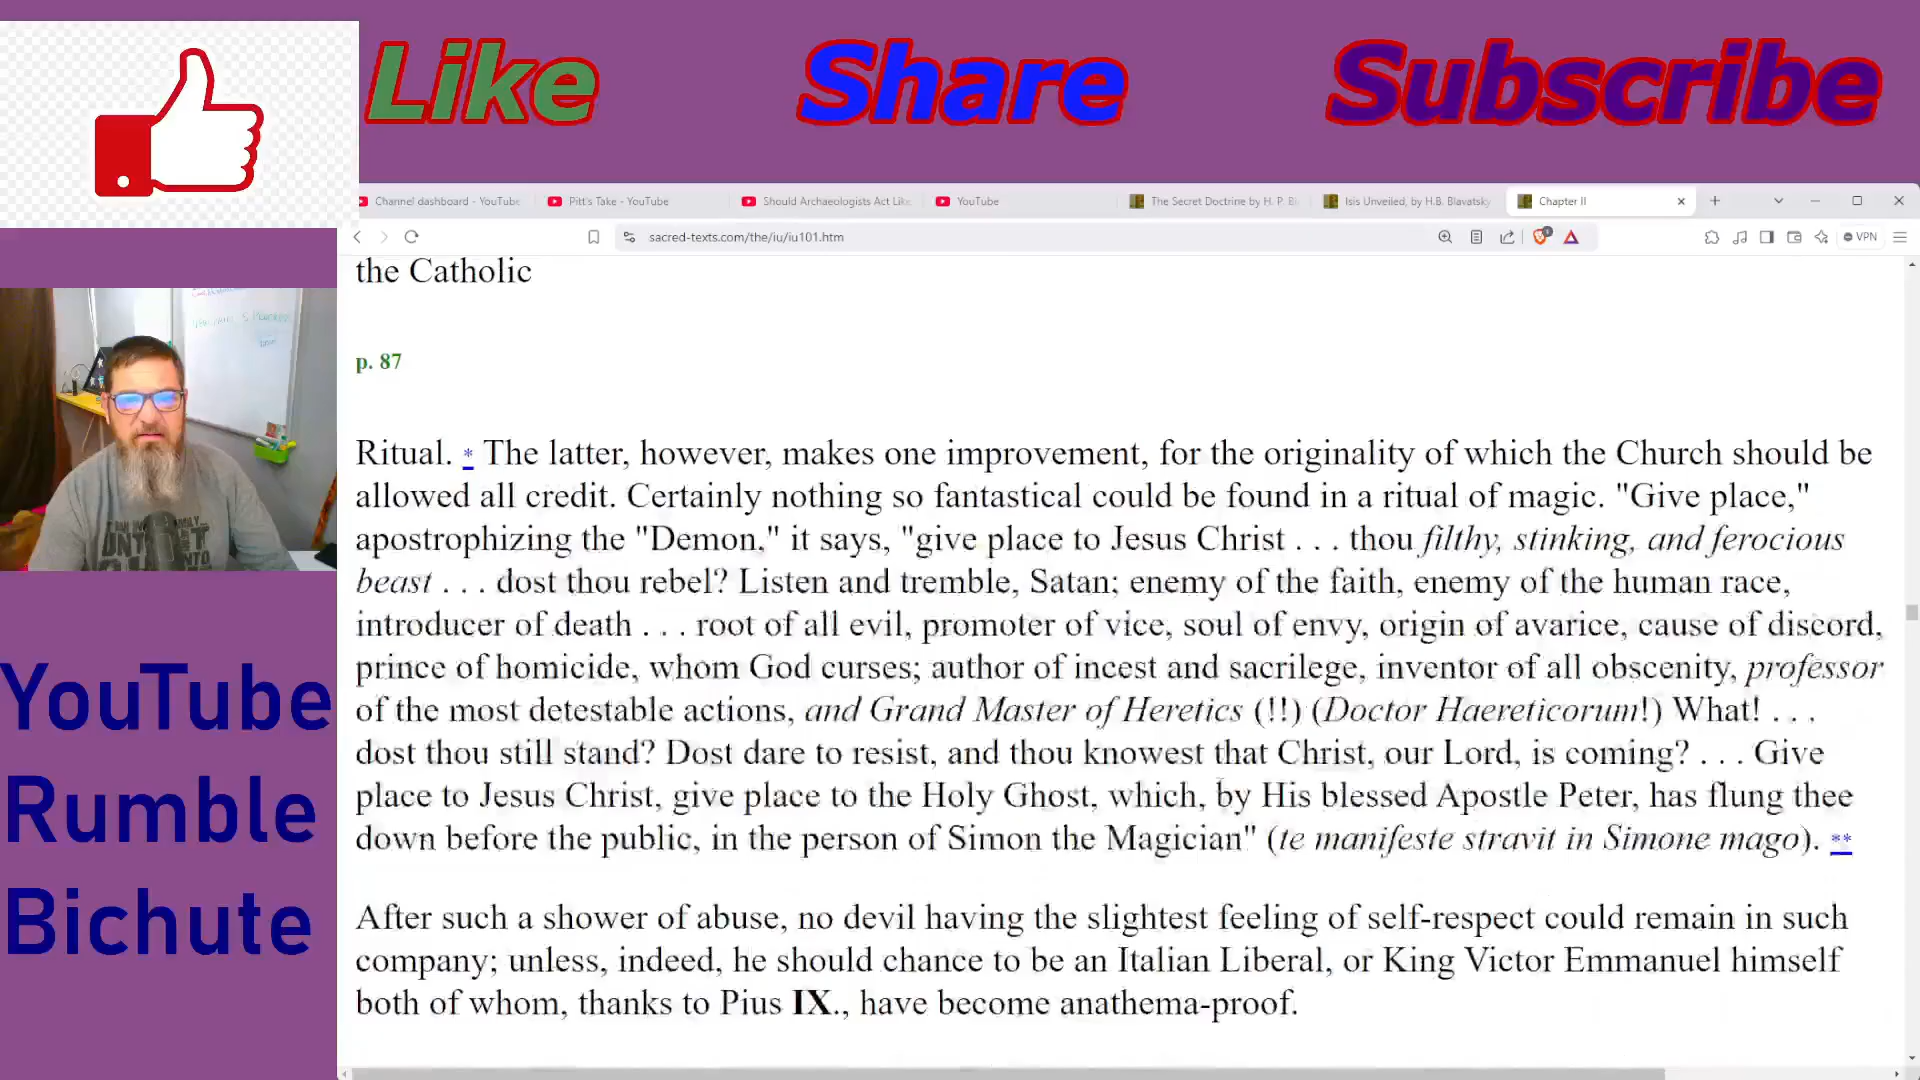 Like Share Subscribe
Channel dashboard - YouTube
Pitt's Take - YouTube
Should Archaeologists Act Like
YouTube
The Secret Doctrine by H. P. Bl
Isis Unveiled, by H.B. Blavatsky
Chapter II
sacred-texts.com/the/iu/iu101.htm
VPN
the Catholic
p. 87
Ritual. * The latter, however, makes one improvement, for the originality of which the Church should be
allowed all credit. Certainly nothing so fantastical could be found in a ritual of magic. "Give place,"
apostrophizing the "Demon," it says, "give place to Jesus Christ . . . thou filthy, stinking, and ferocious
beast . . . dost thou rebel? Listen and tremble, Satan; enemy of the faith, enemy of the human race,
introducer of death . . . root of all evil, promoter of vice, soul of envy, origin of avarice, cause of discord,
prince of homicide, whom God curses; author of incest and sacrilege, inventor of all obscenity, professor
of the most detestable actions, and Grand Master of Heretics (!!) (Doctor Haereticorum!) What! . . .
dost thou still stand? Dost dare to resist, and thou knowest that Christ, our Lord, is coming? . . . Give
place to Jesus Christ, give place to the Holy Ghost, which, by His blessed Apostle Peter, has flung thee
down before the public, in the person of Simon the Magician" (te manifeste stravit in Simone mago). **
After such a shower of abuse, no devil having the slightest feeling of self-respect could remain in such
company; unless, indeed, he should chance to be an Italian Liberal, or King Victor Emmanuel himself
both of whom, thanks to Pius IX., have become anathema-proof.
YouTube
Rumble
Bichute